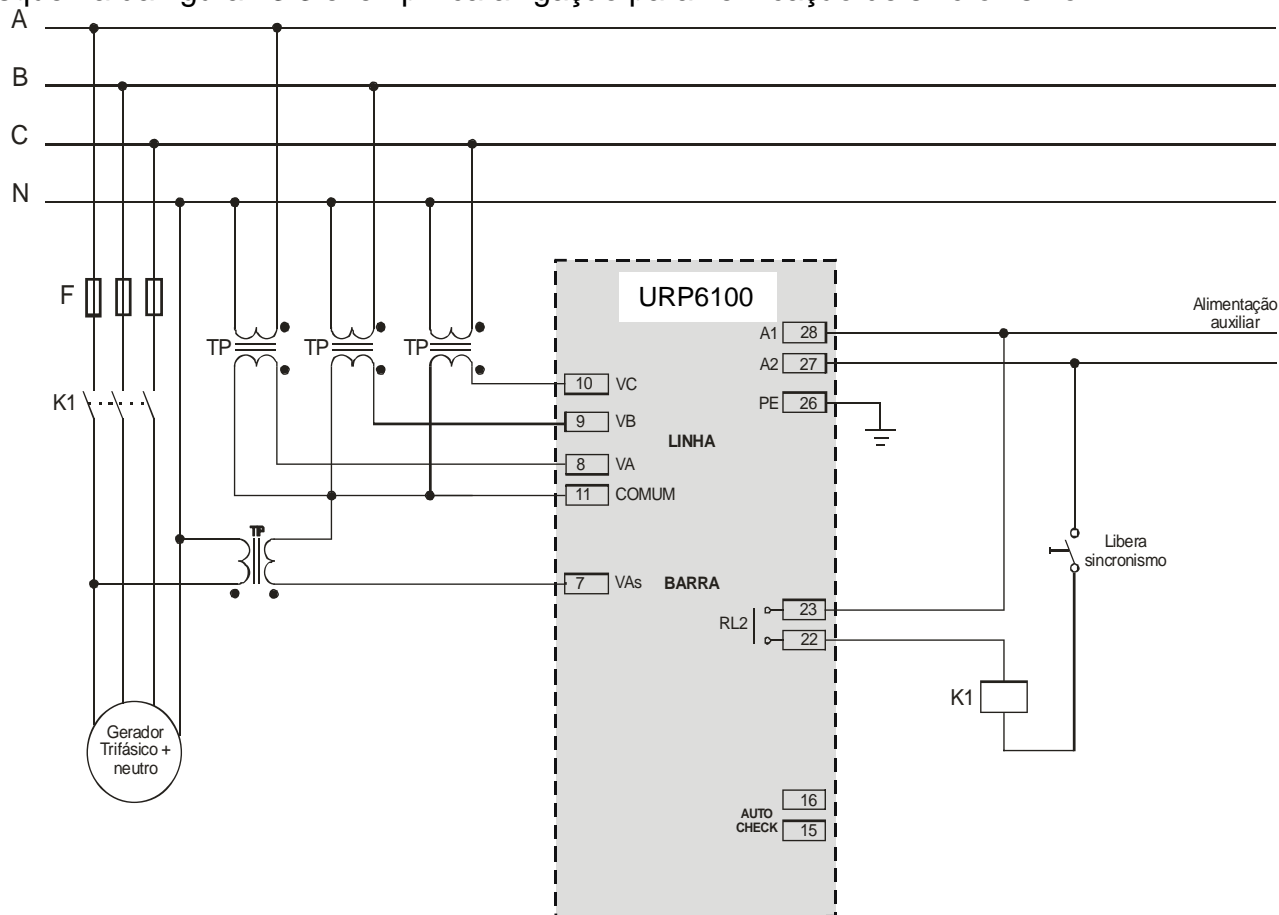 A
B
C
N
F
K1
TP
TP
TP
TP
URP6100
10 VC
9 VB
LINHA
8 VA
11 COMUM
7 VAs BARRA
A1 28
A2 27
PE 26
Alimentação
auxiliar
Libera
sincronismo
RL2
23
22
K1
Gerador
Trifásico +
neutro
AUTO
CHECK
16
15